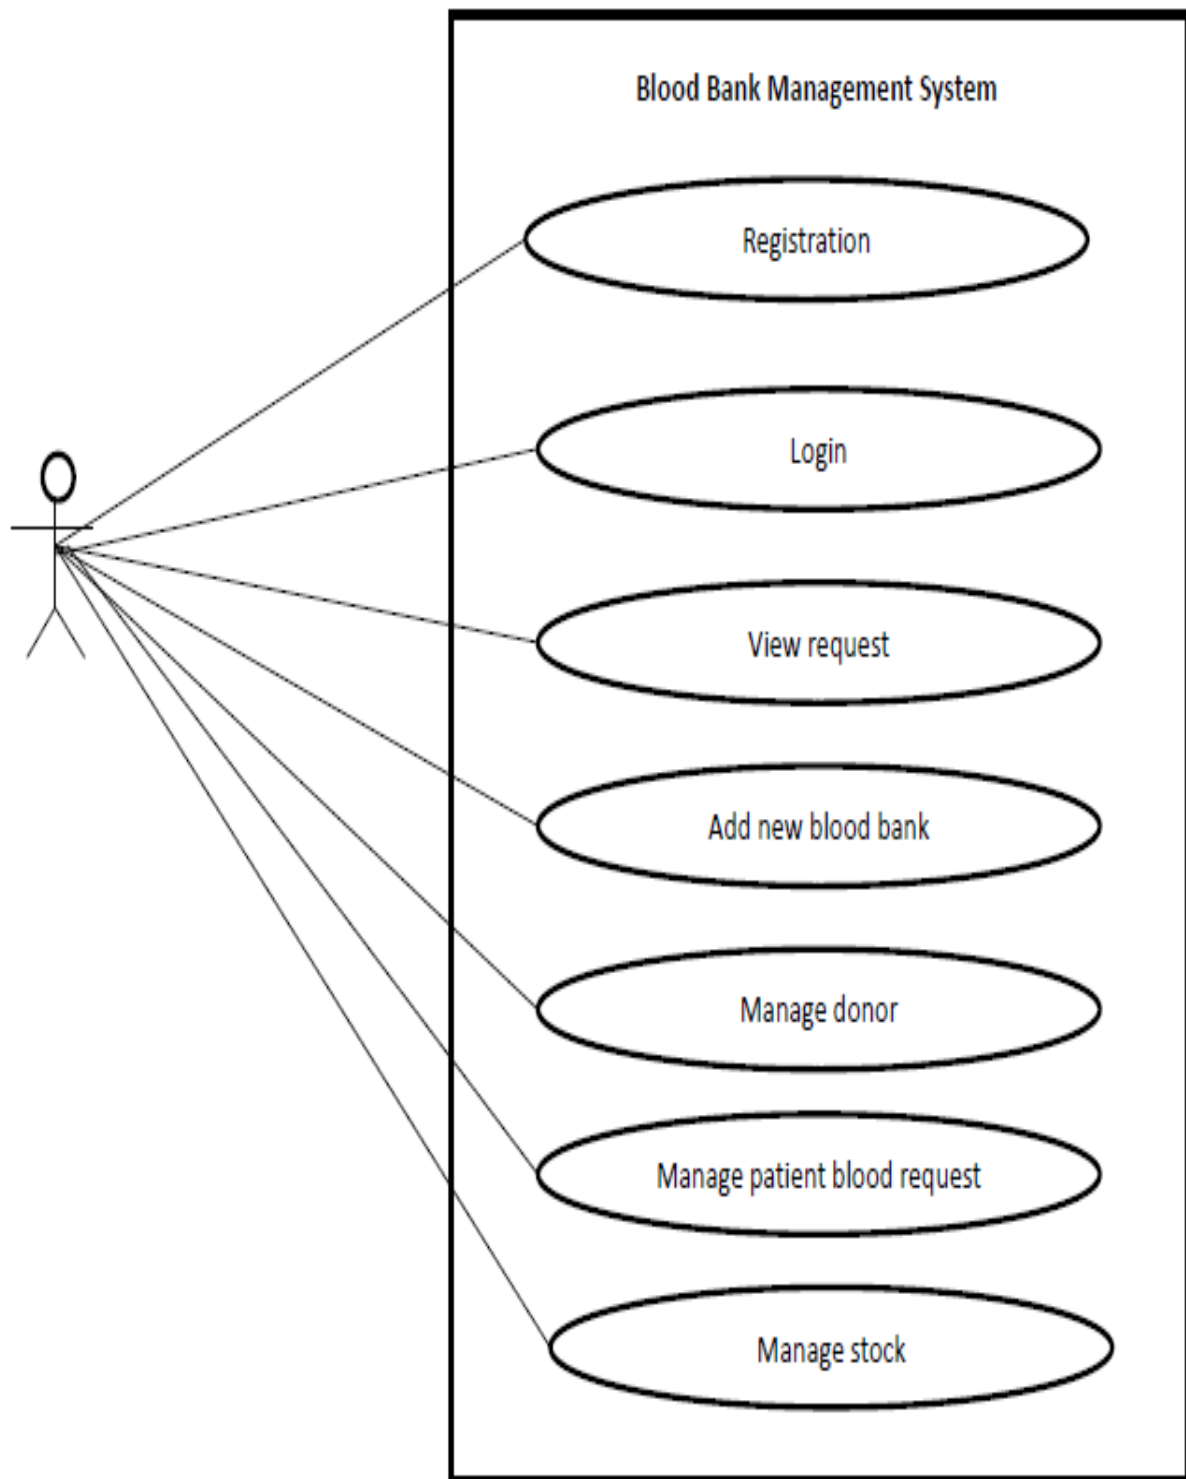 Blood Bank Management System
Registration
Login
View request
Add new blood bank
Manage donor
Manage patient blood request
Manage stock